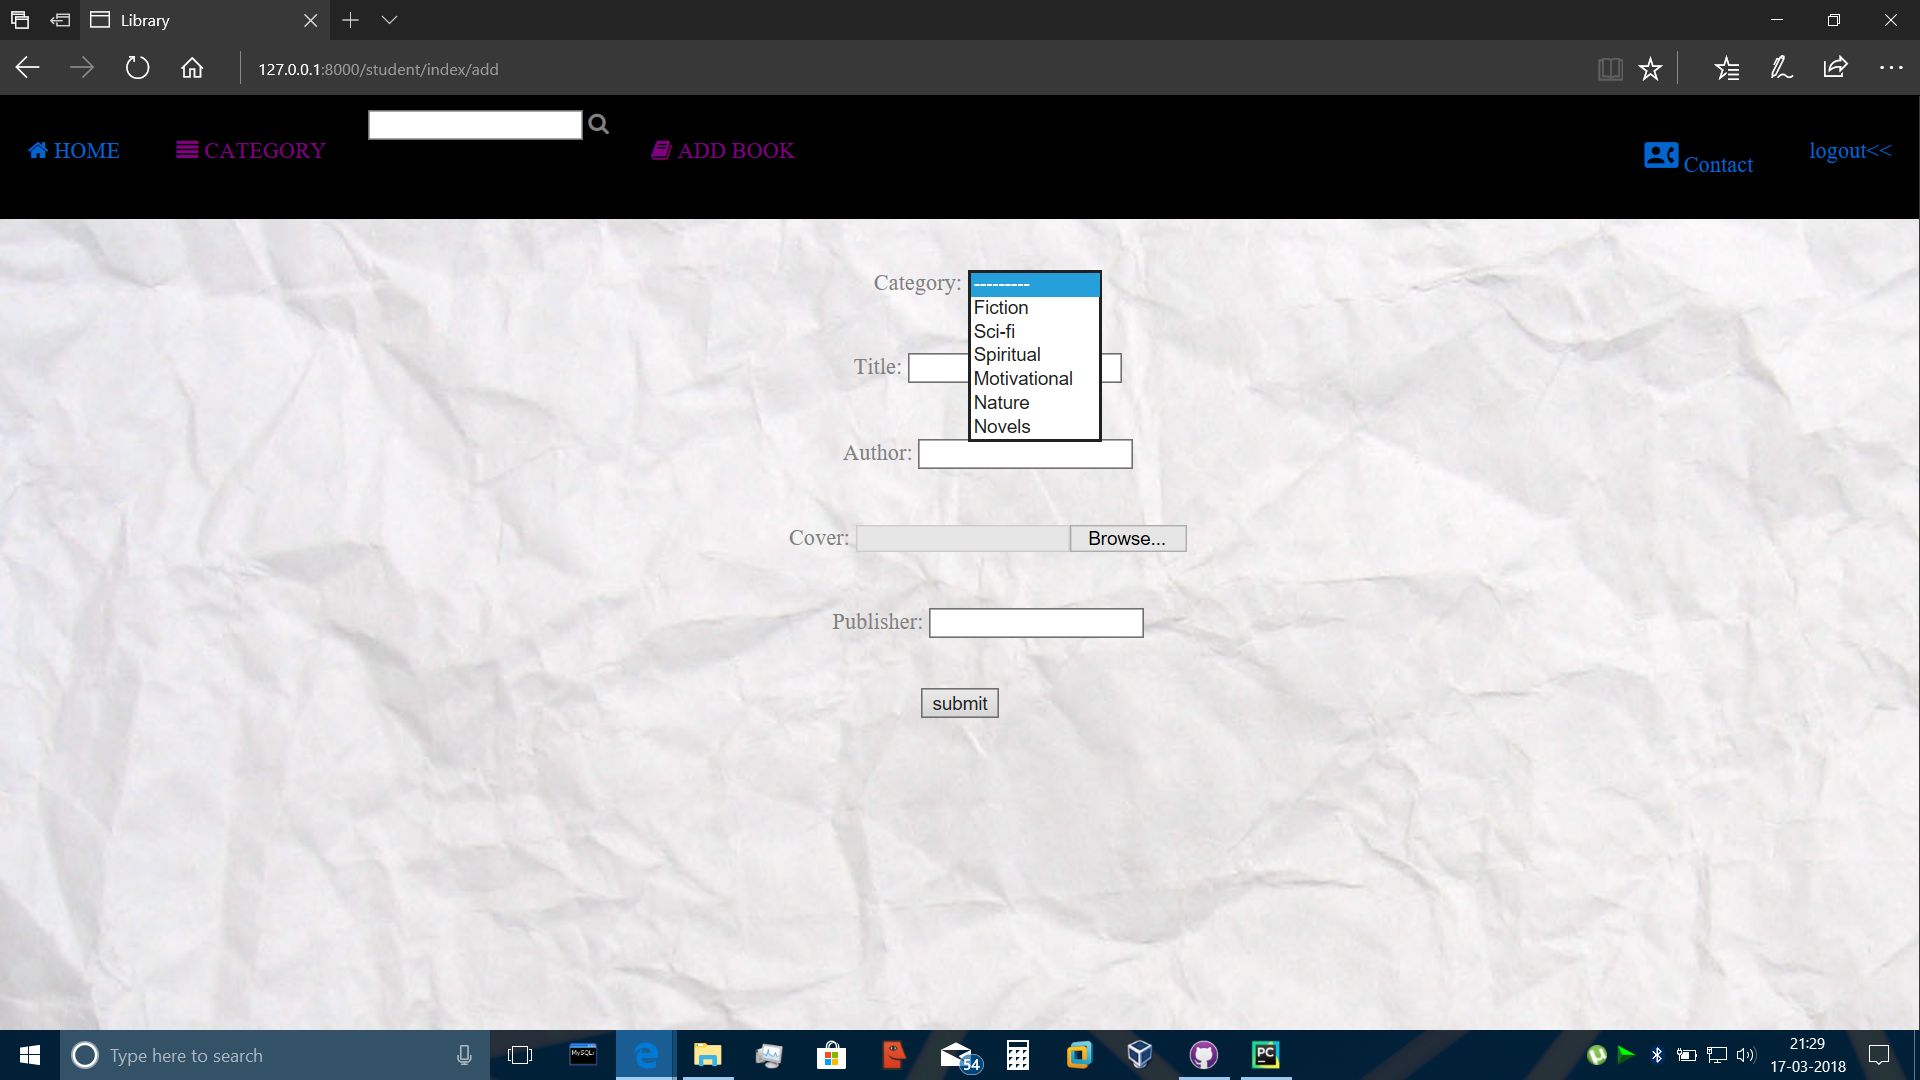 Library
127.0.0.1:8000/student/index/add
HOME
CATEGORY
ADD BOOK
Contact
logout<<
Category: ---------
Fiction
Sci-fi
Spiritual
Motivational
Nature
Novels
Title:
Author:
Cover: Browse...
Publisher:
submit
Type here to search
MySQL
54
PC
21:29
17-03-2018